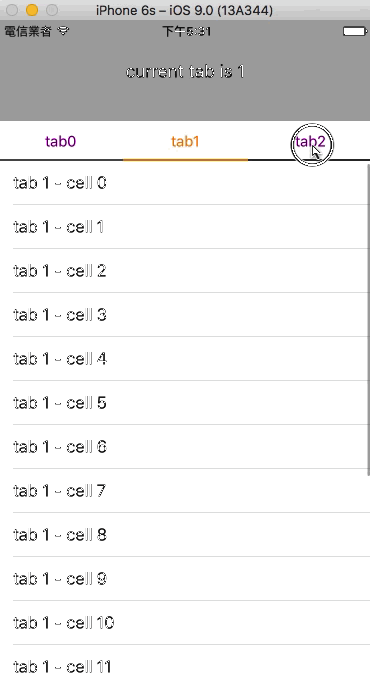 iPhone 6s – iOS 9.0 (13A344)
電信業者 下午5:31
current tab is 1
tab0 tab1 tab2
tab 1 - cell 0
tab 1 - cell 1
tab 1 - cell 2
tab 1 - cell 3
tab 1 - cell 4
tab 1 - cell 5
tab 1 - cell 6
tab 1 - cell 7
tab 1 - cell 8
tab 1 - cell 9
tab 1 - cell 10
tab 1 - cell 11